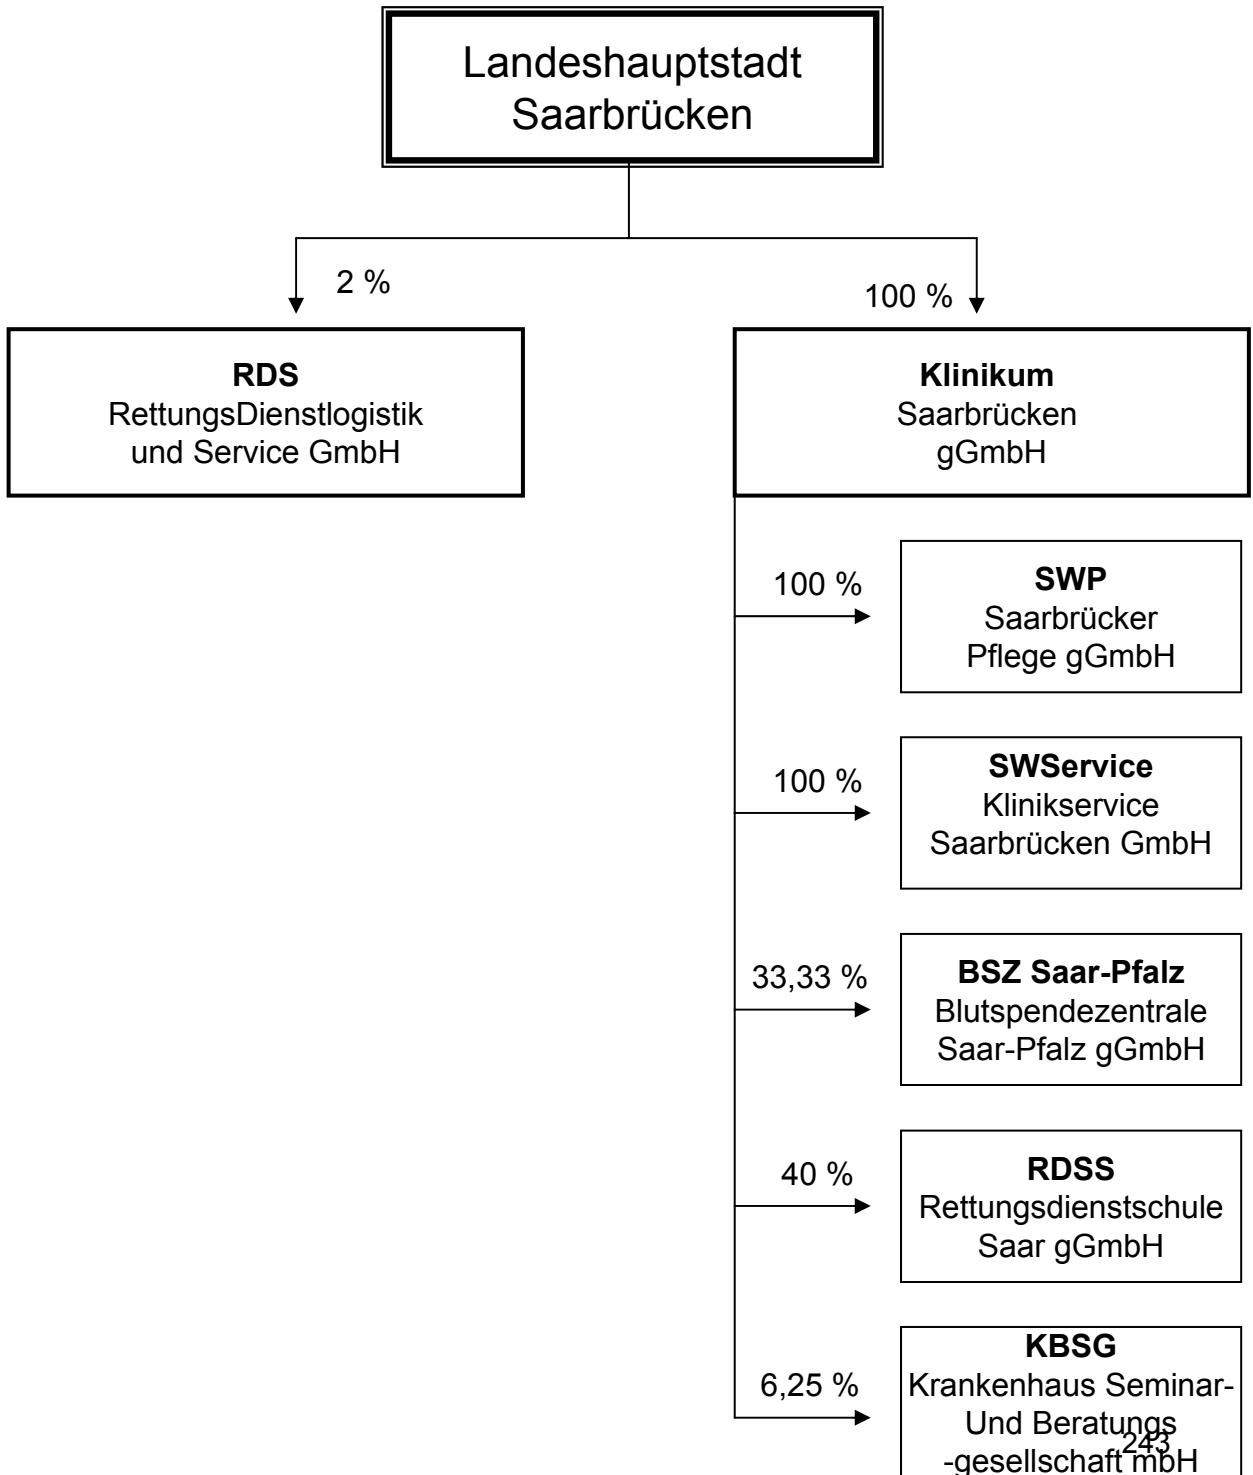 Landeshauptstadt
Saarbrücken
2 %
100 %
RDS
RettungsDienstlogistik
und Service GmbH
Klinikum
Saarbrücken
gGmbH
100 %
SWP
Saarbrücker
Pflege gGmbH
100 %
SWService
Klinikservice
Saarbrücken GmbH
33,33 %
BSZ Saar-Pfalz
Blutspendezentrale
Saar-Pfalz gGmbH
40 %
RDSS
Rettungsdienstschule
Saar gGmbH
6,25 %
KBSG
Krankenhaus Seminar-
Und Beratungs
-gesellschaft mbH
243